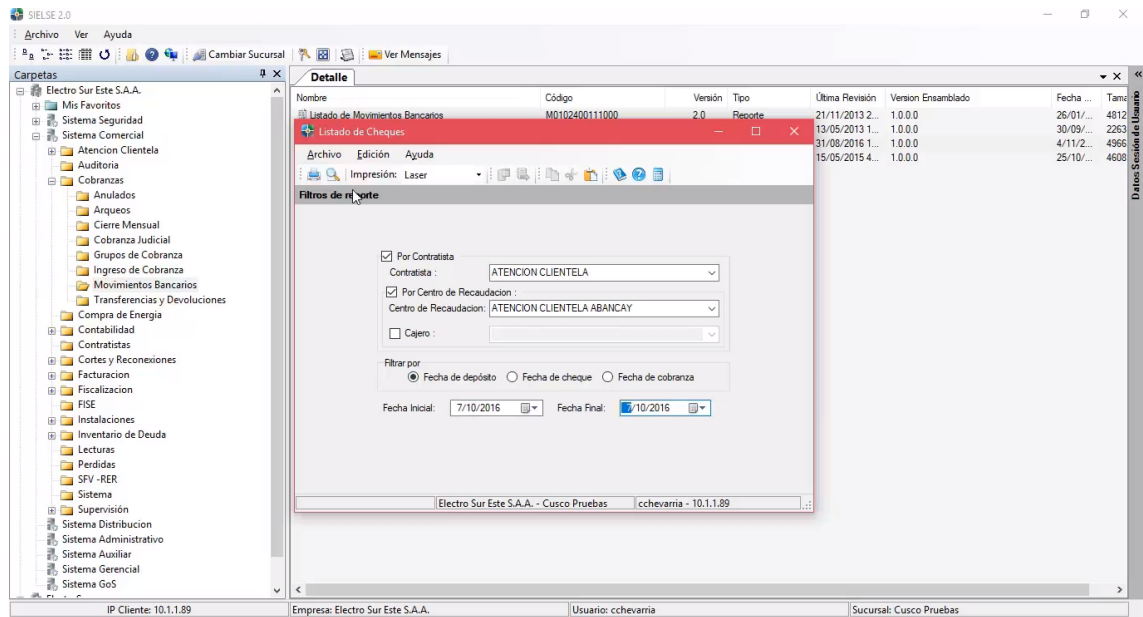 SIELSE 2.0
Archivo Ver Ayuda
Cambiar Sucursal Ver Mensajes
Carpetas
Electro Sur Este S.A.A.
Mis Favoritos
Sistema Seguridad
Sistema Comercial
Atencion Clientela
Auditoria
Cobranzas
Anulados
Arqueos
Cierre Mensual
Cobranza Judicial
Grupos de Cobranza
Ingreso de Cobranza
Movimientos Bancarios
Transferencias y Devoluciones
Compra de Energia
Contabilidad
Contratistas
Cortes y Reconexiones
Facturacion
Fiscalizacion
FISE
Instalaciones
Inventario de Deuda
Lecturas
Perdidas
SFV -RER
Sistema
Supervisión
Sistema Distribucion
Sistema Administrativo
Sistema Auxiliar
Sistema Gerencial
Sistema GoS
Detalle
Nombre Código Versión Tipo Última Revisión Version Ensamblado Fecha ... Tama
Listado de Movimientos Bancarios M0102400111000 2.0 Reporte 21/11/2013 2... 1.0.0.0 26/01/... 4812
13/05/2013 1... 1.0.0.0 30/09/... 2263
31/08/2016 1... 1.0.0.0 4/11/2... 4966
15/05/2015 4... 1.0.0.0 25/10/... 4608
Datos Sesión de Usuario
Listado de Cheques
Archivo Edición Ayuda
Impresión: Laser
Filtros de reporte
Por Contratista
Contratista : ATENCION CLIENTELA
Por Centro de Recaudacion :
Centro de Recaudacion: ATENCION CLIENTELA ABANCAY
Cajero :
Filtrar por
Fecha de depósito Fecha de cheque Fecha de cobranza
Fecha Inicial: 7/10/2016 Fecha Final: 7/10/2016
Electro Sur Este S.A.A. - Cusco Pruebas cchevarria - 10.1.1.89
IP Cliente: 10.1.1.89 Empresa: Electro Sur Este S.A.A. Usuario: cchevarria Sucursal: Cusco Pruebas